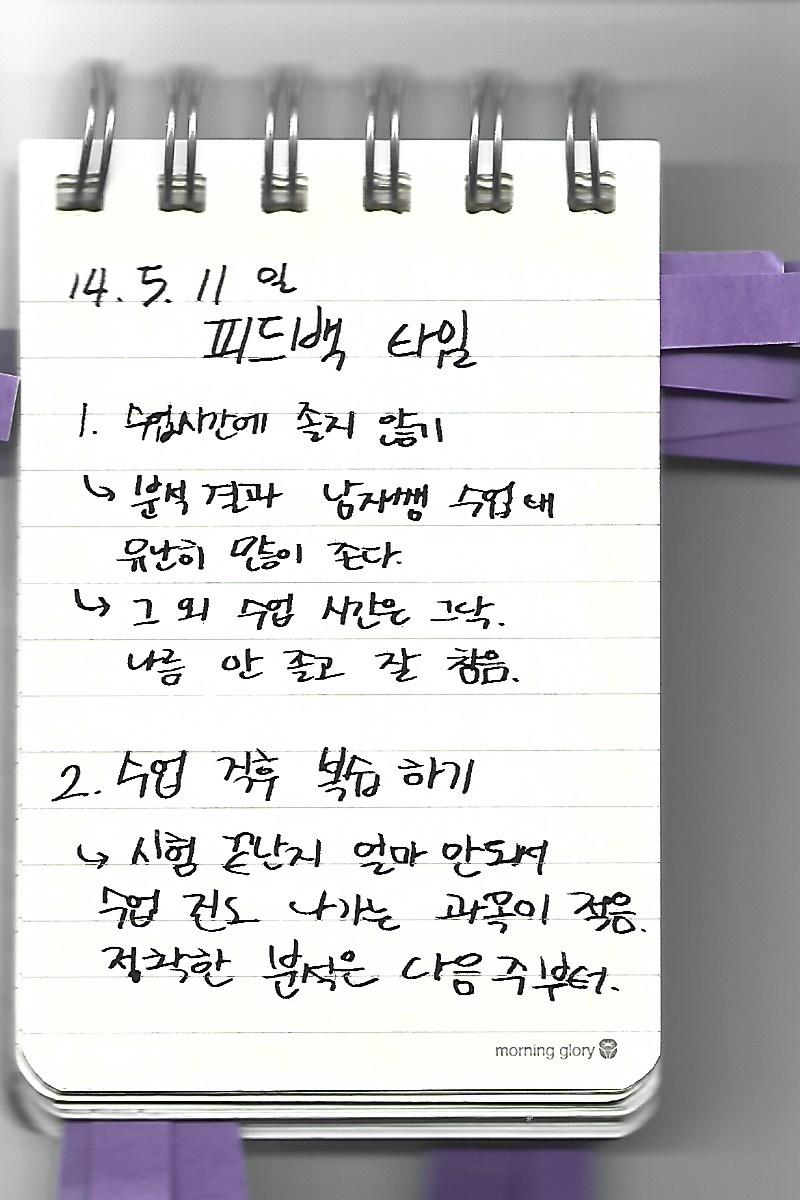 14. 5. 11 일
피드백 타임
1. 수업시간에 졸지 않기
↳ 분석 결과 남자쌤 수업 때
유난히 많이 존다.
↳ 그 외 수업 시간은 그닥.
나름 안 졸고 잘 참음.
2. 수업 직후 복습 하기
↳ 시험 끝난지 얼마 안되서
수업 진도 나가는 과목이 적음.
정확한 분석은 다음 주부터.
morning glory